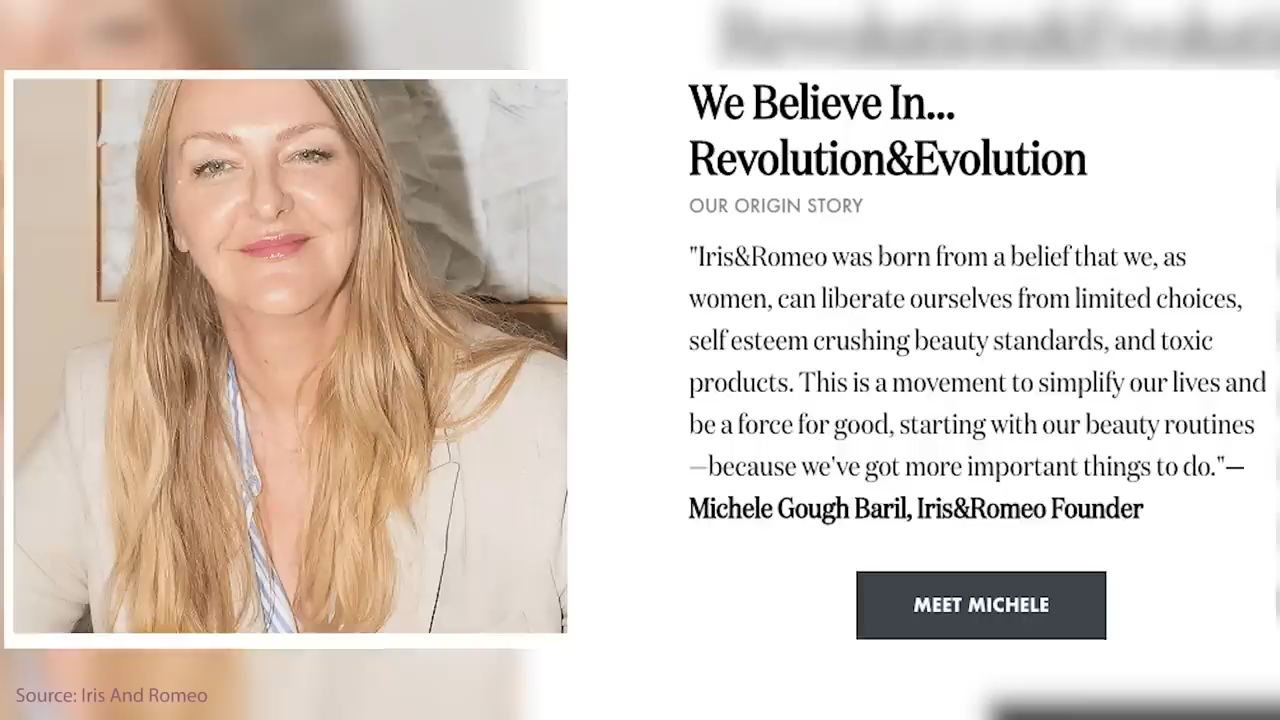 We Believe In...
Revolution&Evolution
OUR ORIGIN STORY
"Iris&Romeo was born from a belief that we, as
women, can liberate ourselves from limited choices,
self esteem crushing beauty standards, and toxic
products. This is a movement to simplify our lives and
be a force for good, starting with our beauty routines
—because we've got more important things to do."—
Michele Gough Baril, Iris&Romeo Founder
MEET MICHELE
Source: Iris And Romeo